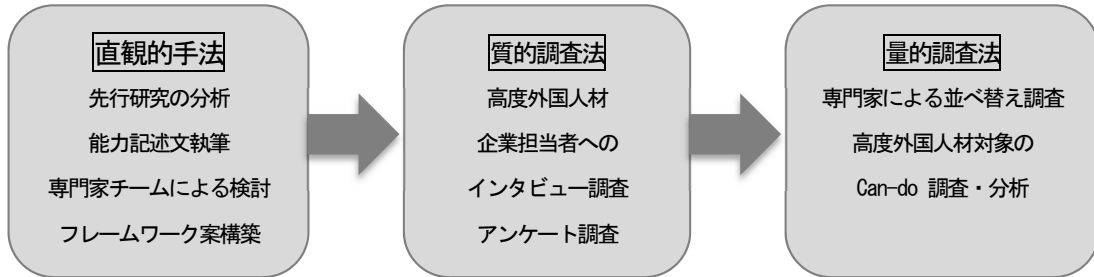 直観的手法
先行研究の分析
能力記述文執筆
専門家チームによる検討
フレームワーク案構築
質的調査法
高度外国人材
企業担当者への
インタビュー調査
アンケート調査
量的調査法
専門家による並べ替え調査
高度外国人材対象の
Can-do 調査・分析